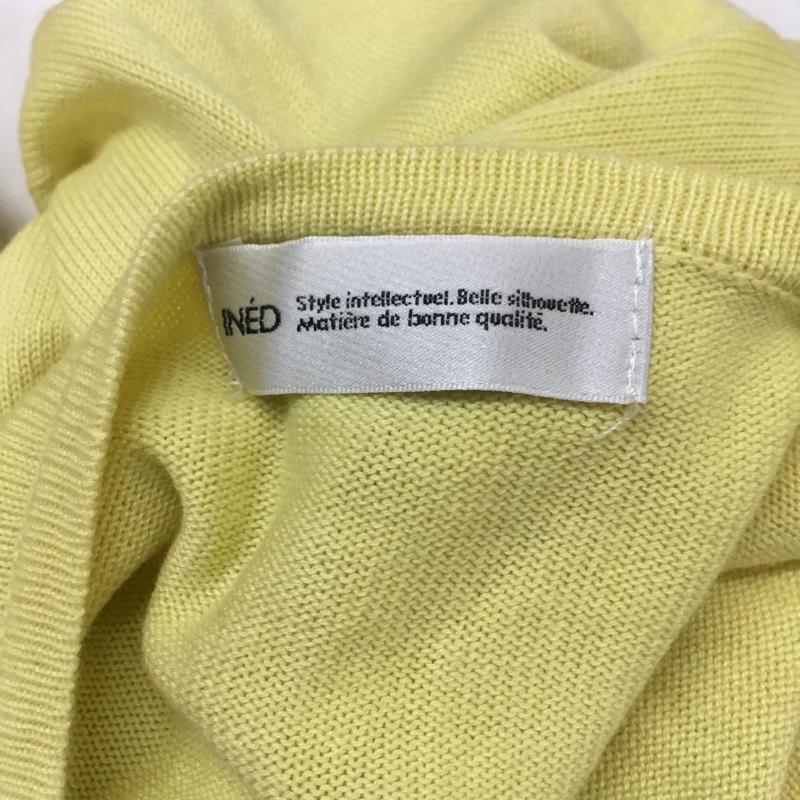 INÉD
Style intellectuel. Belle silhouette.
Matière de bonne qualité.